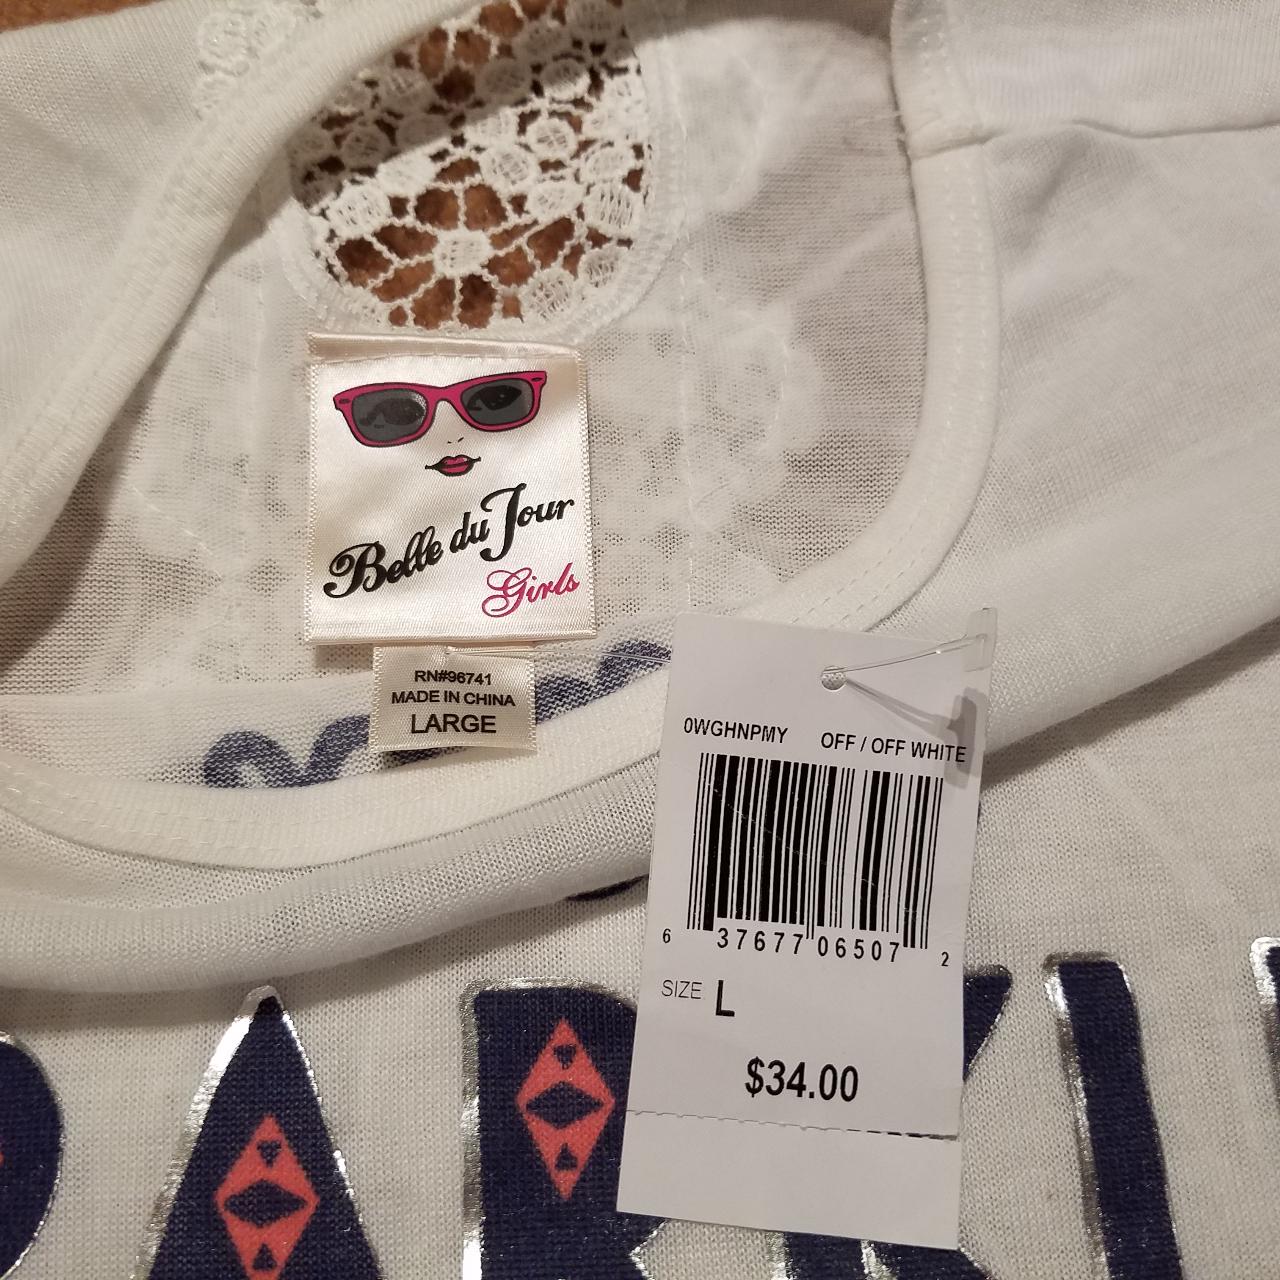 Belle du Jour
Girls
RN#96741
MADE IN CHINA
LARGE
0WGHNPMY OFF / OFF WHITE
6 37677 06507 2
SIZE L
$34.00
PARKL